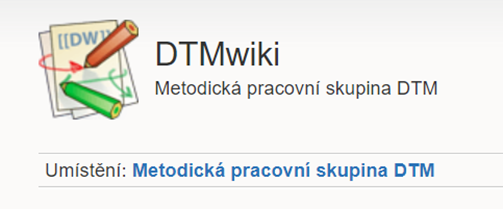 [[DW]]
DTMwiki
Metodická pracovní skupina DTM
Umístění: Metodická pracovní skupina DTM